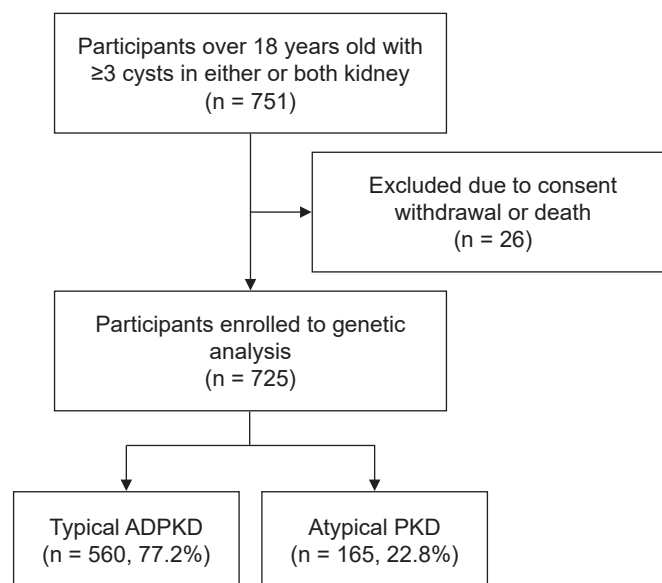 Participants over 18 years old with
≥3 cysts in either or both kidney
(n = 751)
Excluded due to consent
withdrawal or death
(n = 26)
Participants enrolled to genetic
analysis
(n = 725)
Typical ADPKD
(n = 560, 77.2%)
Atypical PKD
(n = 165, 22.8%)